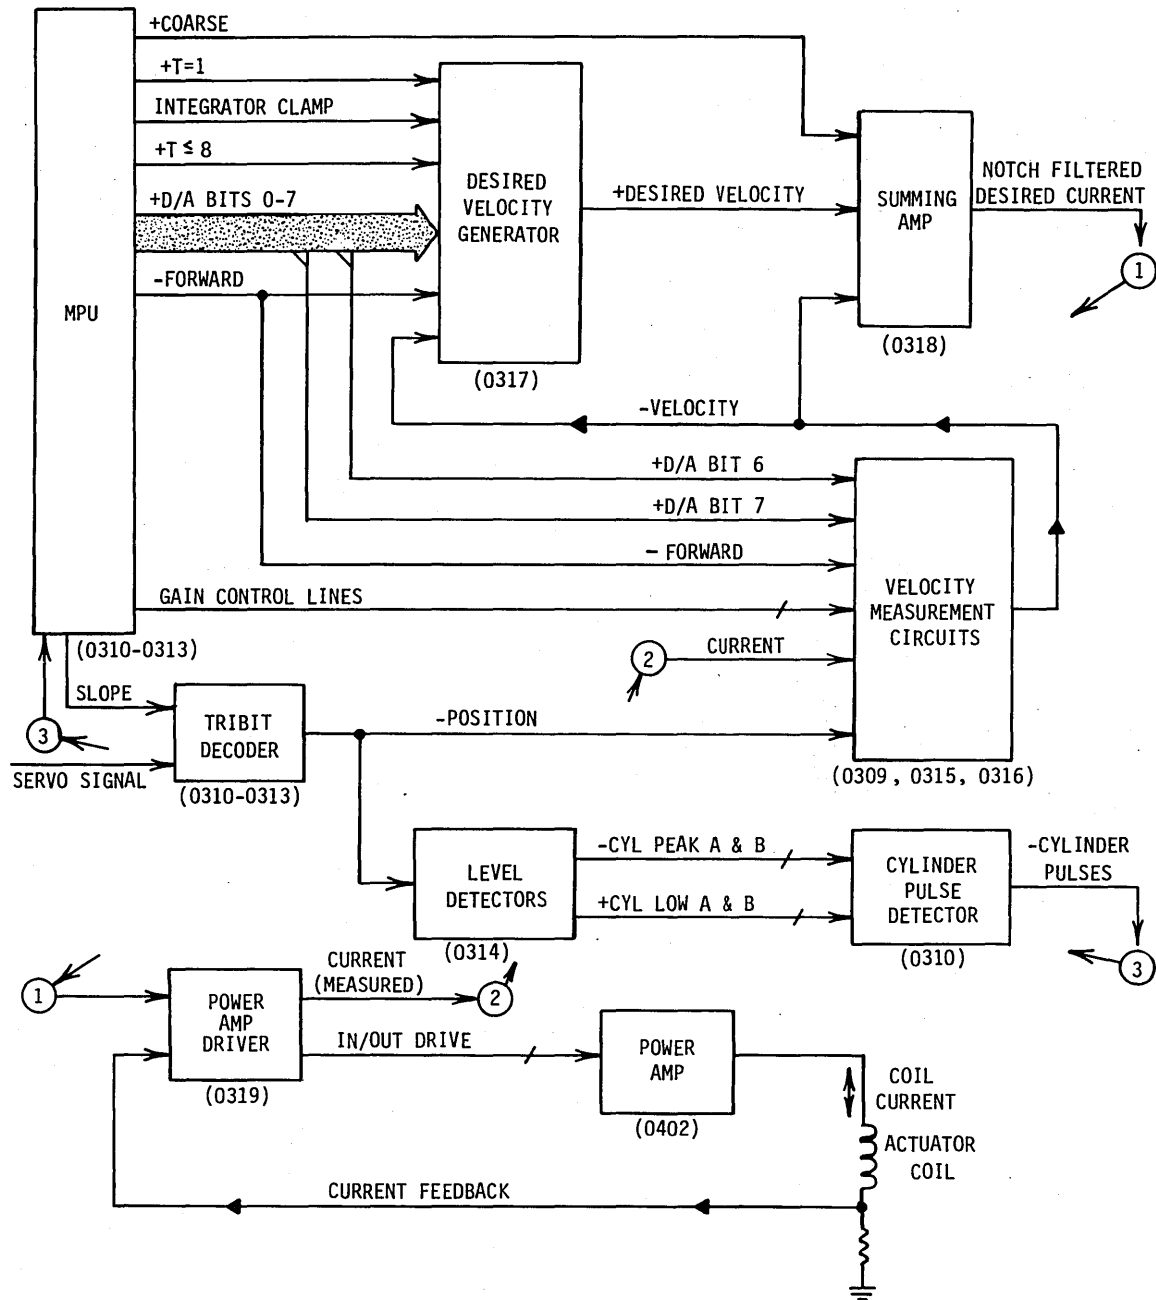 +COARSE
+T=1
INTEGRATOR CLAMP
+T ≤ 8
+D/A BITS 0-7
-FORWARD
MPU
DESIRED
VELOCITY
GENERATOR
(0317)
+DESIRED VELOCITY
SUMMING
AMP
(0318)
NOTCH FILTERED
DESIRED CURRENT
1
-VELOCITY
+D/A BIT 6
+D/A BIT 7
- FORWARD
GAIN CONTROL LINES
2
CURRENT
VELOCITY
MEASUREMENT
CIRCUITS
(0309, 0315, 0316)
(0310-0313)
SLOPE
3
SERVO SIGNAL
TRIBIT
DECODER
(0310-0313)
-POSITION
LEVEL
DETECTORS
(0314)
-CYL PEAK A & B
+CYL LOW A & B
CYLINDER
PULSE
DETECTOR
(0310)
-CYLINDER
PULSES
3
1
POWER
AMP
DRIVER
(0319)
CURRENT
(MEASURED)
2
IN/OUT DRIVE
POWER
AMP
(0402)
COIL
CURRENT
ACTUATOR
COIL
CURRENT FEEDBACK